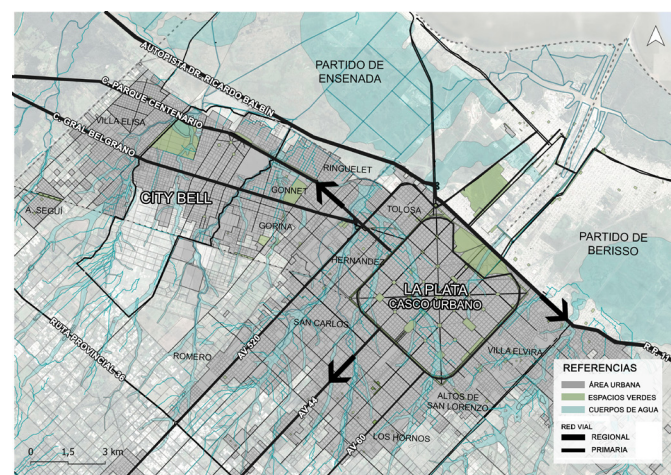 PARTIDO DE
ENSENADA
AUTOPISTA DR. RICARDO BALBÍN
C. PARQUE CENTENARIO
VILLA ELISA
C. GRAL BELGRANO
RINGUELET
CITY BELL
GONNET
A. SEGUÍ
TOLOSA
GORINA
PARTIDO DE
BERISSO
HERNANDEZ
LA PLATA
CASCO URBANO
SAN CARLOS
RUTA PROVINCIAL 36
ROMERO
AV. 520
VILLA ELVIRA
R.P. 11
AV. 44
ALTOS DE
SAN LORENZO
AV. 60
LOS HORNOS
REFERENCIAS
ÁREA URBANA
ESPACIOS VERDES
CUERPOS DE AGUA
RED VIAL
REGIONAL
PRIMARIA
0 1,5 3 km